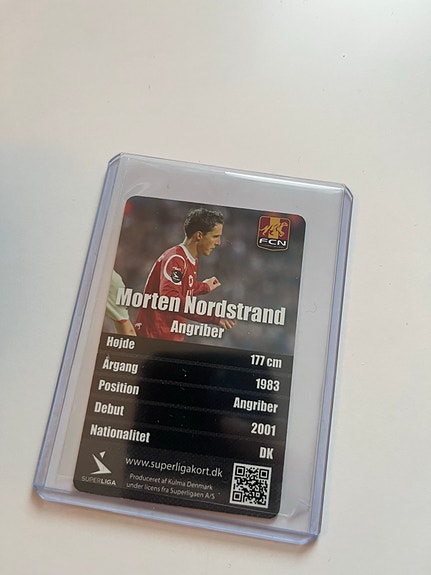 FCN
Morten Nordstrand
Angriber
Højde 177 cm
Årgang 1983
Position Angriber
Debut 2001
Nationalitet DK
SUPERLIGA
www.superligakort.dk
Produceret af Kulma Denmark
under licens fra Superligaen A/S